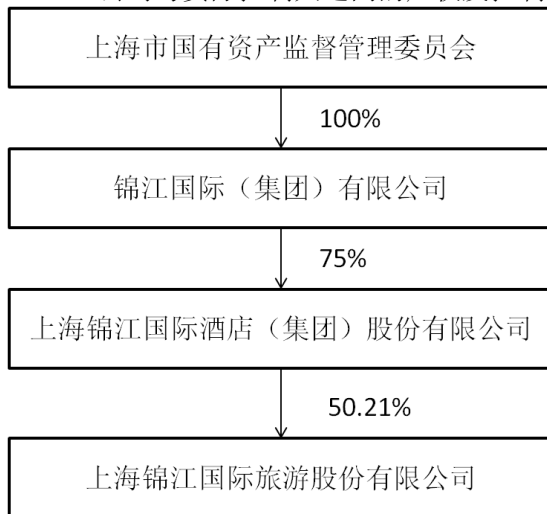 上海市国有资产监督管理委员会
100%
锦江国际（集团）有限公司
75%
上海锦江国际酒店（集团）股份有限公司
50.21%
上海锦江国际旅游股份有限公司